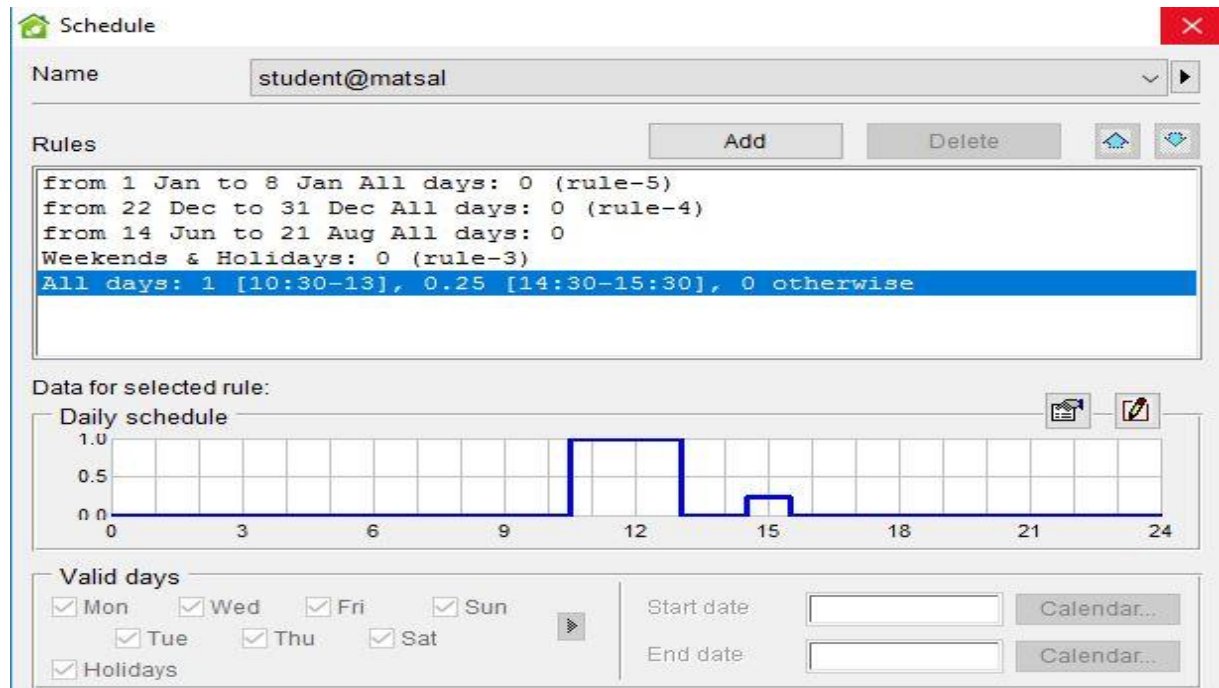 Schedule
Name student@matsal
Rules Add Delete
from 1 Jan to 8 Jan All days: 0 (rule-5)
from 22 Dec to 31 Dec All days: 0 (rule-4)
from 14 Jun to 21 Aug All days: 0
Weekends & Holidays: 0 (rule-3)
All days: 1 [10:30-13], 0.25 [14:30-15:30], 0 otherwise
Data for selected rule:
Daily schedule
1.0
0.5
0.0
0 3 6 9 12 15 18 21 24
Valid days
Mon Wed Fri Sun Start date Calendar...
Tue Thu Sat End date Calendar...
Holidays